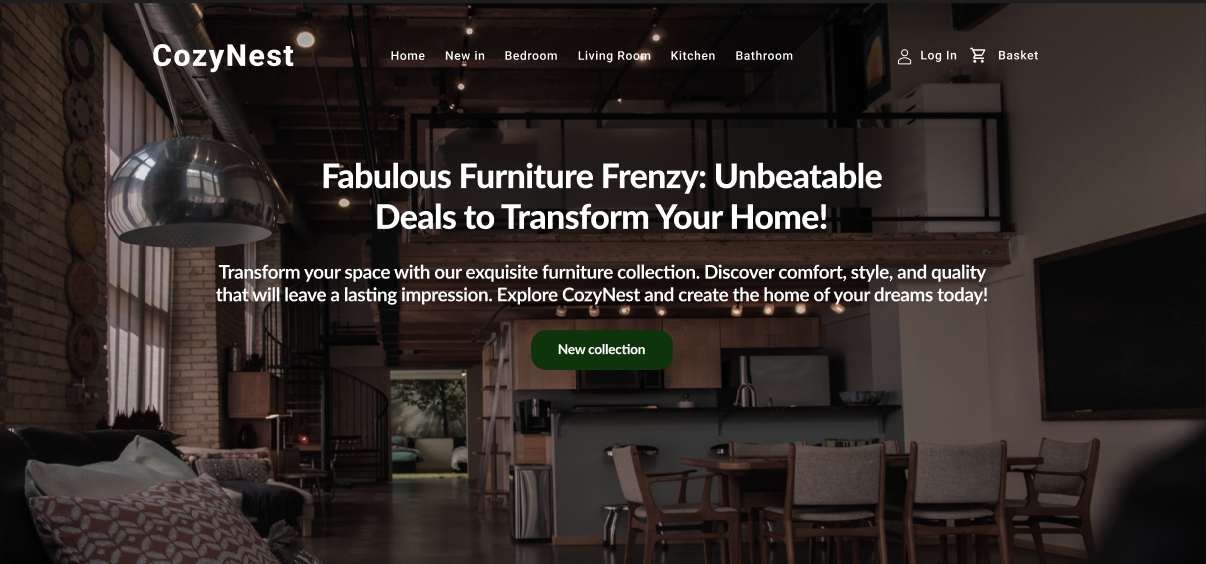 CozyNest
Home New in Bedroom Living Room Kitchen Bathroom
Log In Basket
Fabulous Furniture Frenzy: Unbeatable
Deals to Transform Your Home!
Transform your space with our exquisite furniture collection. Discover comfort, style, and quality
that will leave a lasting impression. Explore CozyNest and create the home of your dreams today!
New collection